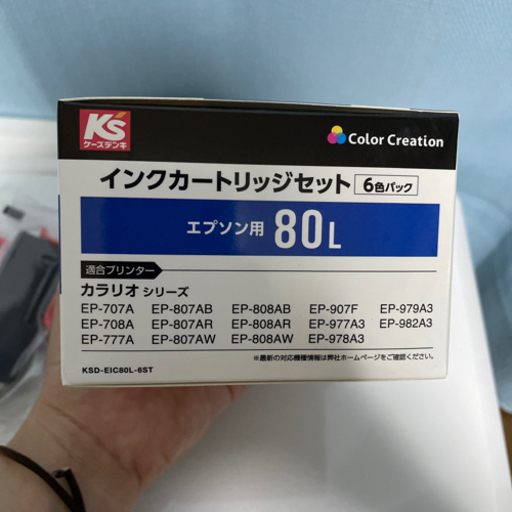 K's
ケーズデンキ
Color Creation
インクカートリッジセット 6色パック
エプソン用 80L
適合プリンター
カラリオ シリーズ
EP-707A EP-807AB EP-808AB EP-907F EP-979A3
EP-708A EP-807AR EP-808AR EP-977A3 EP-982A3
EP-777A EP-807AW EP-808AW EP-978A3
※最新の対応機種情報は弊社ホームページをご確認ください。
KSD-EIC80L-6ST